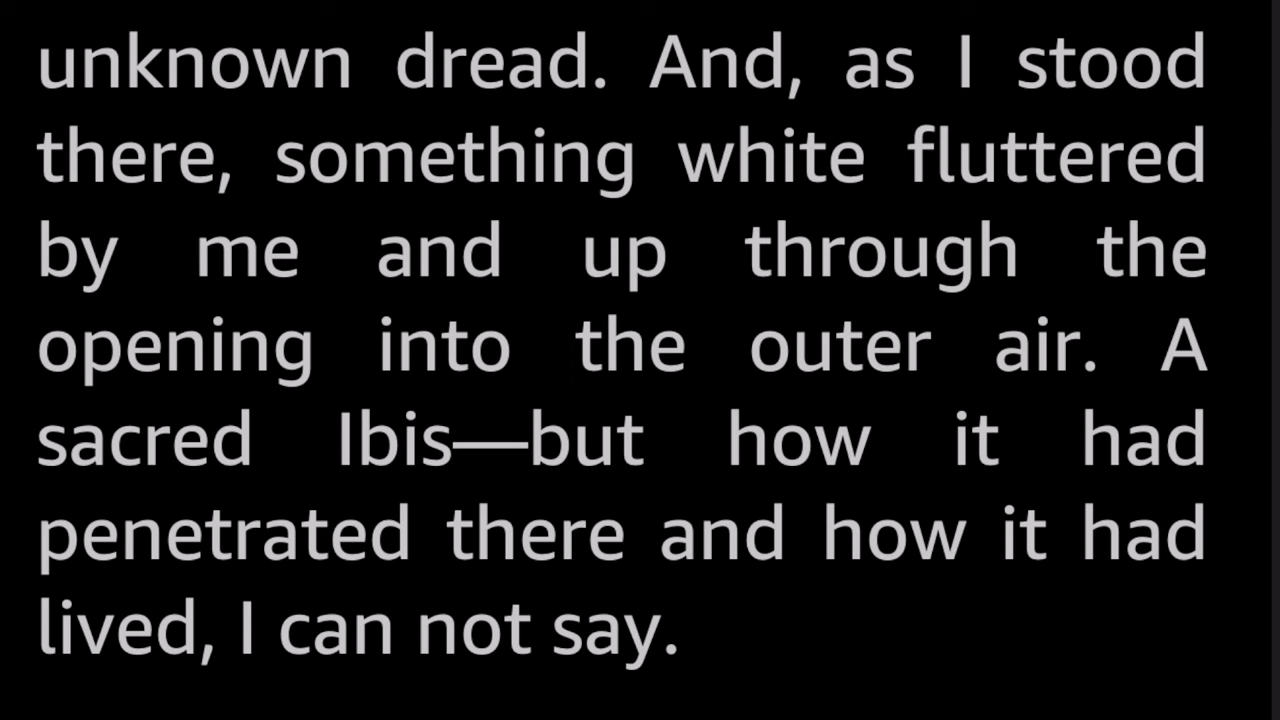 unknown dread. And, as I stood
there, something white fluttered
by me and up through the
opening into the outer air. A
sacred Ibis—but how it had
penetrated there and how it had
lived, I can not say.